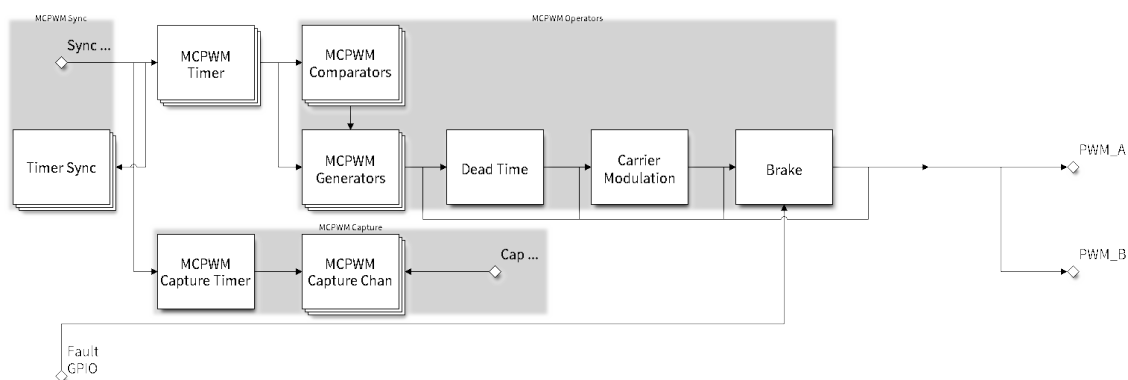 MCPWM Sync
MCPWM Operators
Sync ...
MCPWM
Timer
MCPWM
Comparators
Timer Sync
MCPWM
Generators
Dead Time
Carrier
Modulation
Brake
PWM_A
MCPWM Capture
MCPWM
Capture Timer
MCPWM
Capture Chan
Cap ...
PWM_B
Fault
GPIO